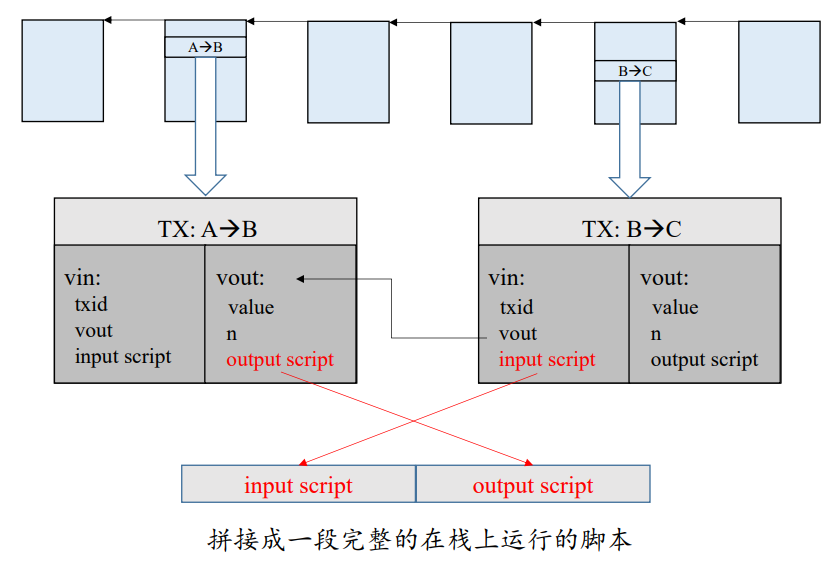 A→B
B→C
TX: A→B
vin:
txid
vout
input script
vout:
value
n
output script
TX: B→C
vin:
txid
vout
input script
vout:
value
n
output script
input script
output script
拼接成一段完整的在栈上运行的脚本